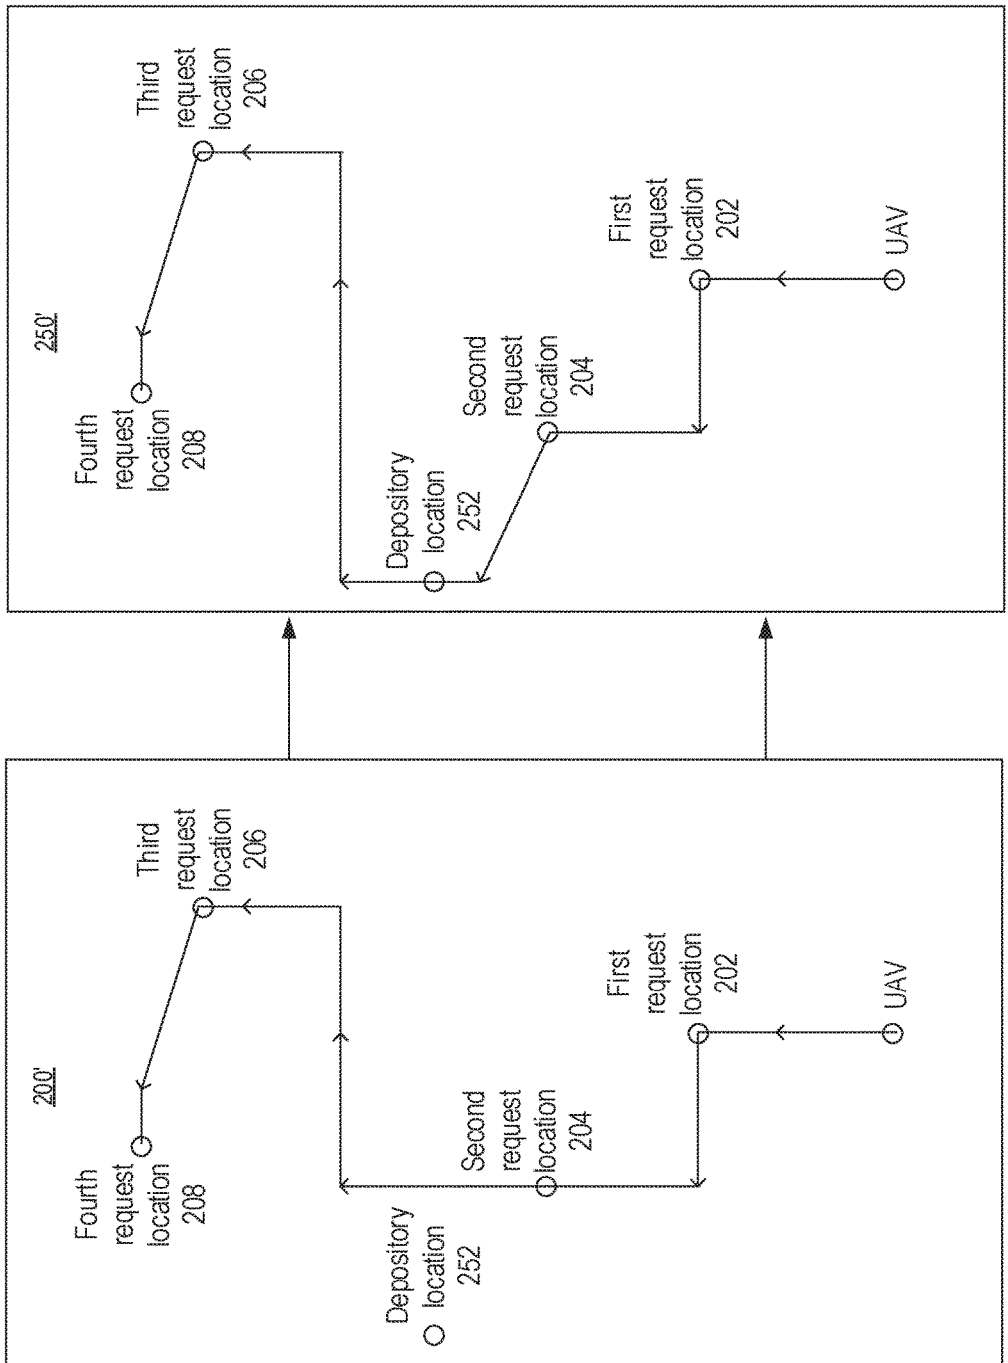 200'
Fourth
request
location
208
Third
request
location
206
Depository
location
252
Second
request
location
204
First
request
location
202
UAV
250'
Fourth
request
location
208
Third
request
location
206
Depository
location
252
Second
request
location
204
First
request
location
202
UAV